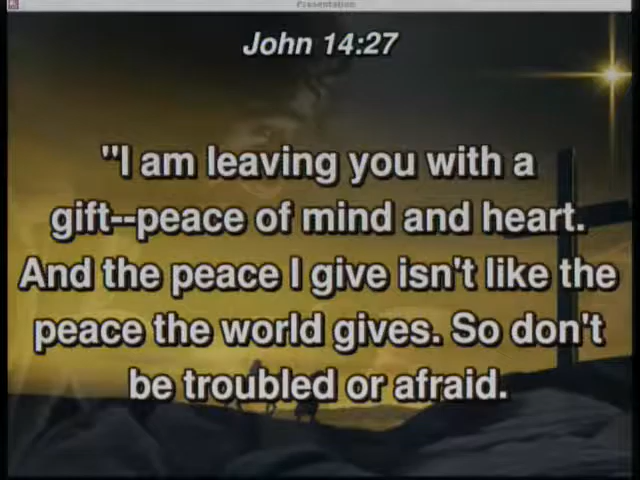 Presentation
John 14:27
"I am leaving you with a
gift--peace of mind and heart.
And the peace I give isn't like the
peace the world gives. So don't
be troubled or afraid.